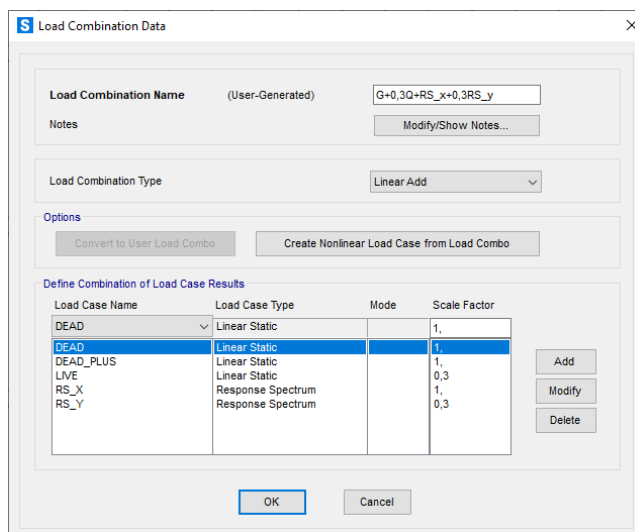 S Load Combination Data
Load Combination Name (User-Generated) G+0,3Q+RS_x+0,3RS_y
Notes Modify/Show Notes...
Load Combination Type Linear Add
Options
Convert to User Load Combo Create Nonlinear Load Case from Load Combo
Define Combination of Load Case Results
Load Case Name Load Case Type Mode Scale Factor
DEAD Linear Static 1,
DEAD Linear Static 1,
DEAD_PLUS Linear Static 1,
LIVE Linear Static 0,3
RS_X Response Spectrum 1,
RS_Y Response Spectrum 0,3
Add
Modify
Delete
OK Cancel